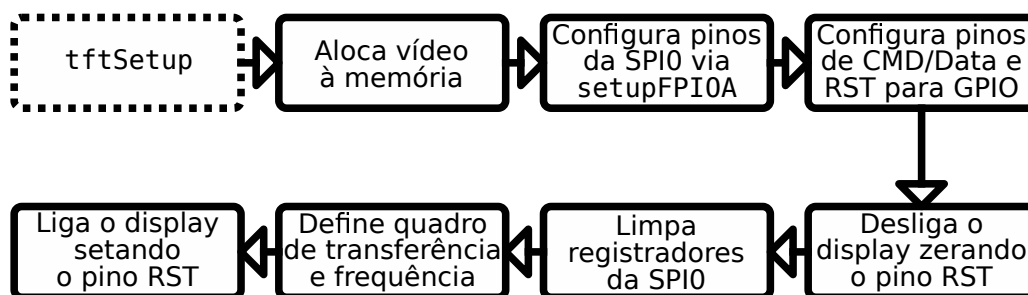 tftSetup
Aloca vídeo
à memória
Configura pinos
da SPI0 via
setupFPIOA
Configura pinos
de CMD/Data e
RST para GPIO
Desliga o
display zerando
o pino RST
Limpa
registradores
da SPI0
Define quadro
de transferência
e frequência
Liga o display
setando
o pino RST